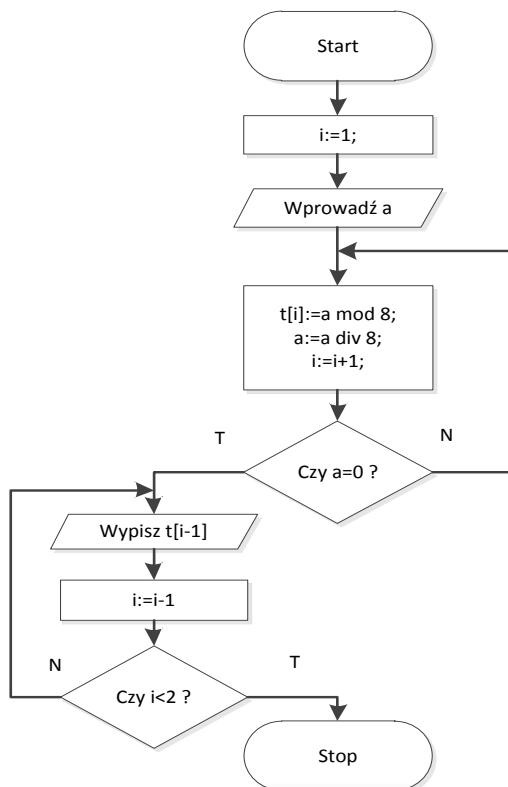 Start
i:=1;
Wprowadź a
t[i]:=a mod 8;
a:=a div 8;
i:=i+1;
T
N
Czy a=0 ?
Wypisz t[i-1]
i:=i-1
N
T
Czy i<2 ?
Stop